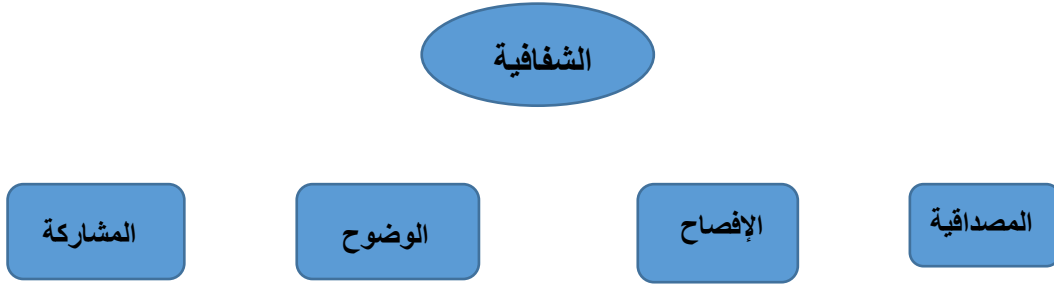 الشفافية
المصداقية
الإفصاح
الوضوح
المشاركة